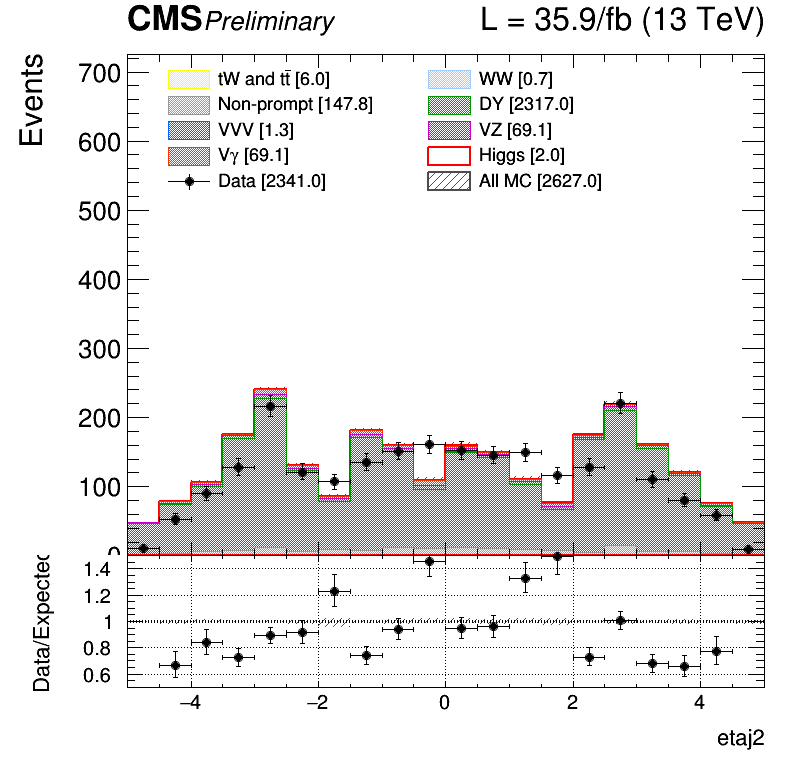 CMS Preliminary L = 35.9/fb (13 TeV)
Events
700
600
500
400
300
200
100
0
tW and tt̄ [6.0]
WW [0.7]
Non-prompt [147.8]
DY [2317.0]
VVV [1.3]
VZ [69.1]
Vγ [69.1]
Higgs [2.0]
Data [2341.0]
All MC [2627.0]
Data/Expected
1.4
1.2
1
0.8
0.6
−4 −2 0 2 4
etaj2